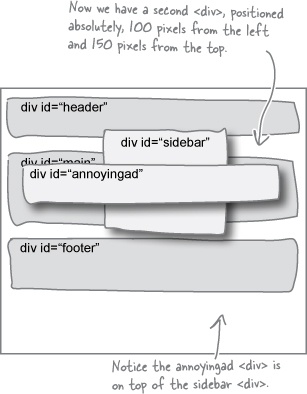 Now we have a second <div>, positioned
absolutely, 100 pixels from the left
and 150 pixels from the top.
div id="header"
div id="sidebar"
div id="main"
div id="annoyingad"
div id="footer"
Notice the annoyingad <div> is
on top of the sidebar <div>.